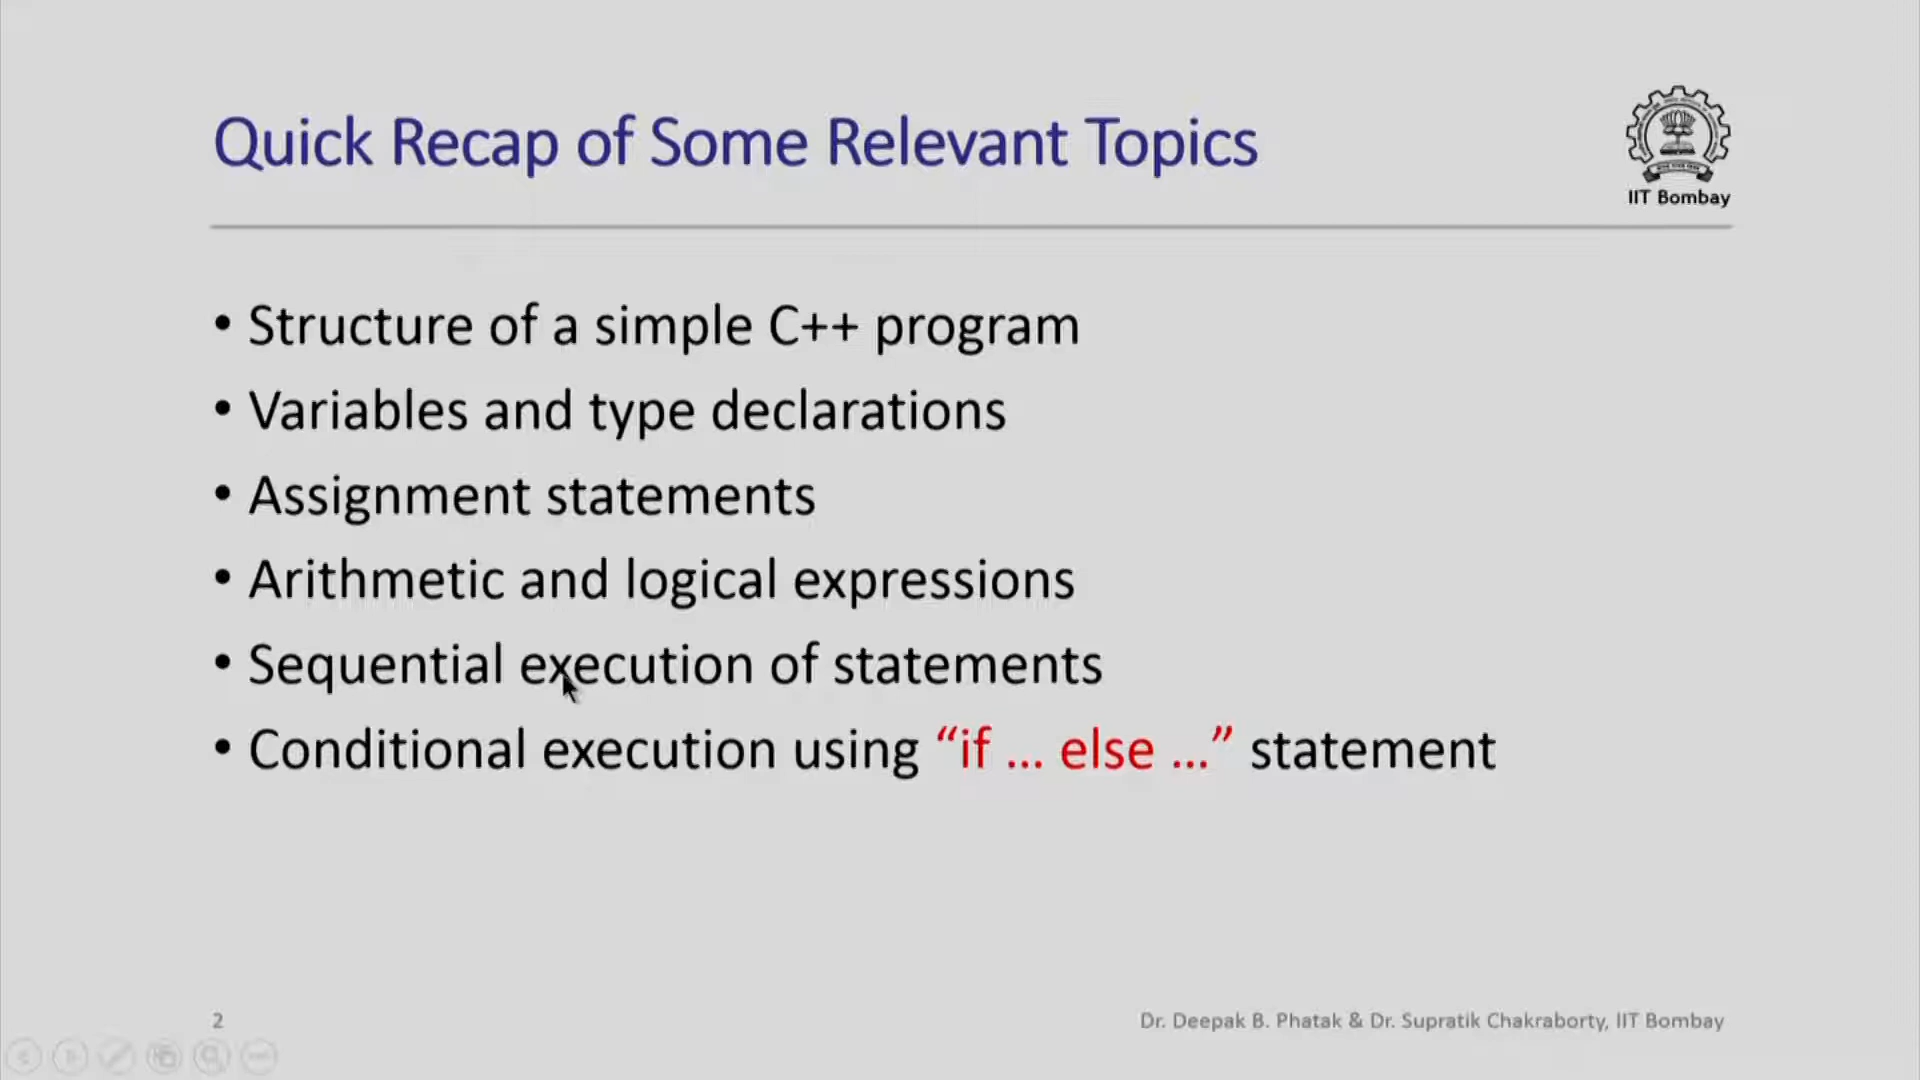 Quick Recap of Some Relevant Topics
IIT Bombay
• Structure of a simple C++ program
• Variables and type declarations
• Assignment statements
• Arithmetic and logical expressions
• Sequential execution of statements
• Conditional execution using “if ... else ...” statement
2
Dr. Deepak B. Phatak & Dr. Supratik Chakraborty, IIT Bombay